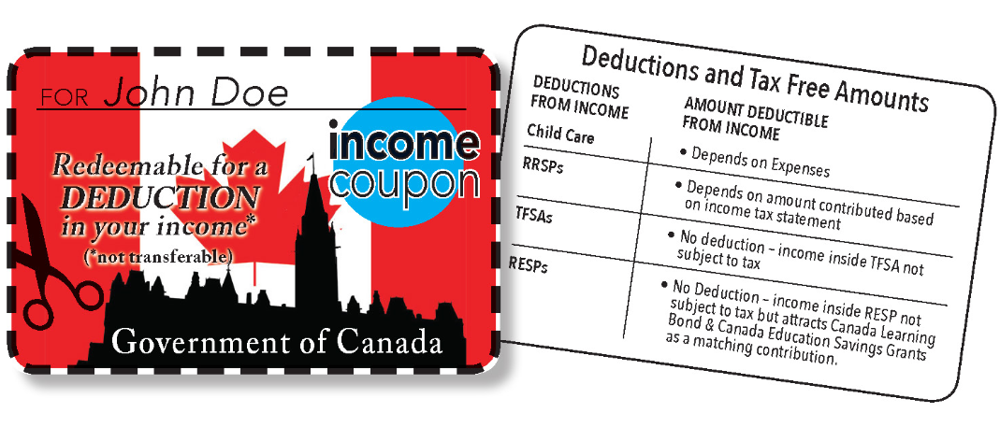 FOR John Doe
income
coupon
Redeemable for a
DEDUCTION
in your income*
(*not transferable)
Government of Canada
Deductions and Tax Free Amounts
DEDUCTIONS
FROM INCOME
AMOUNT DEDUCTIBLE
FROM INCOME
Child Care
• Depends on Expenses
RRSPs
• Depends on amount contributed based
on income tax statement
TFSAs
• No deduction – income inside TFSA not
subject to tax
RESPs
• No Deduction – income inside RESP not
subject to tax but attracts Canada Learning
Bond & Canada Education Savings Grants
as a matching contribution.